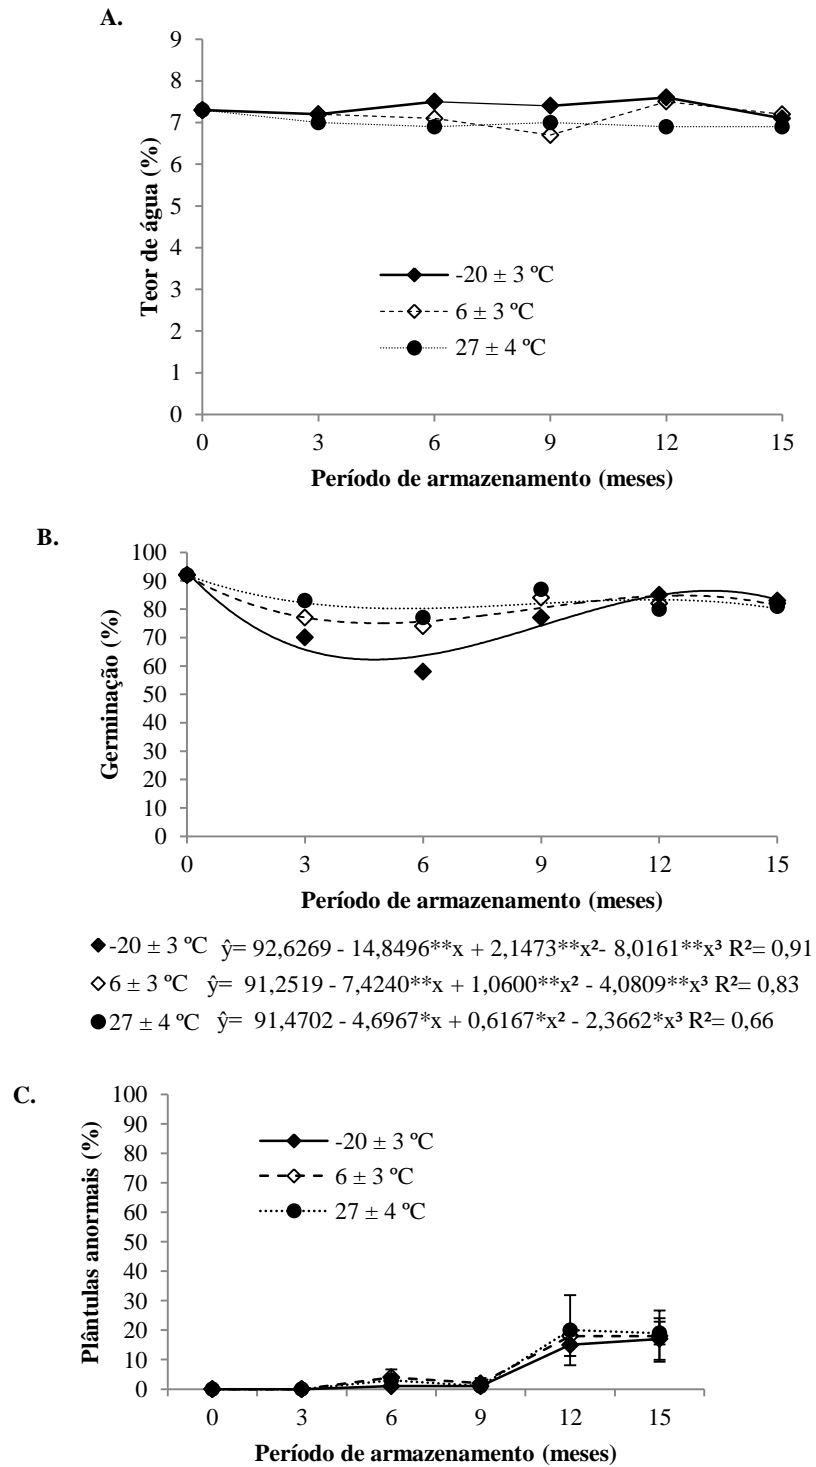 A.
9
8
7
6
5
4
3
2
1
0
Teor de água (%)
-20 ± 3 ºC
6 ± 3 ºC
27 ± 4 ºC
0 3 6 9 12 15
Período de armazenamento (meses)
B.
100
90
80
70
60
50
40
30
20
10
0
Germinação (%)
0 3 6 9 12 15
Período de armazenamento (meses)
-20 ± 3 ºC ŷ= 92,6269 - 14,8496**x + 2,1473**x²- 8,0161**x³ R²= 0,91
6 ± 3 ºC ŷ= 91,2519 - 7,4240**x + 1,0600**x² - 4,0809**x³ R²= 0,83
27 ± 4 ºC ŷ= 91,4702 - 4,6967*x + 0,6167*x² - 2,3662*x³ R²= 0,66
C.
100
90
80
70
60
50
40
30
20
10
0
Plântulas anormais (%)
-20 ± 3 ºC
6 ± 3 ºC
27 ± 4 ºC
0 3 6 9 12 15
Período de armazenamento (meses)